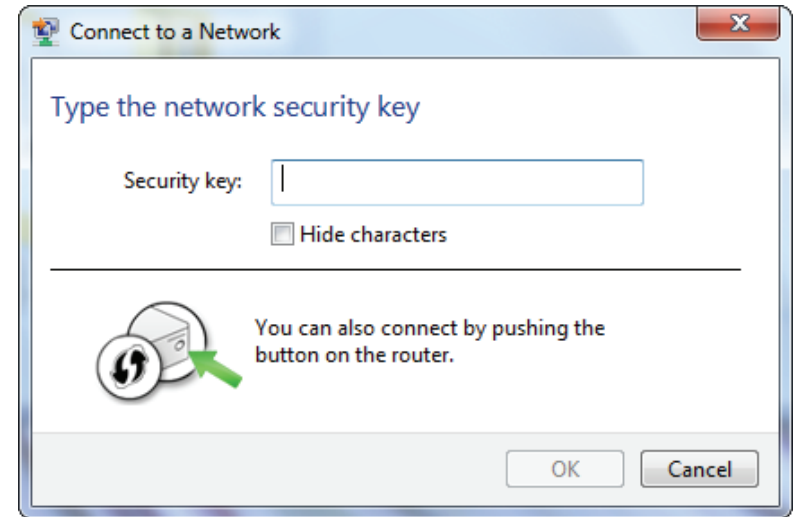 Connect to a Network
Type the network security key
Security key:
Hide characters
You can also connect by pushing the
button on the router.
OK
Cancel